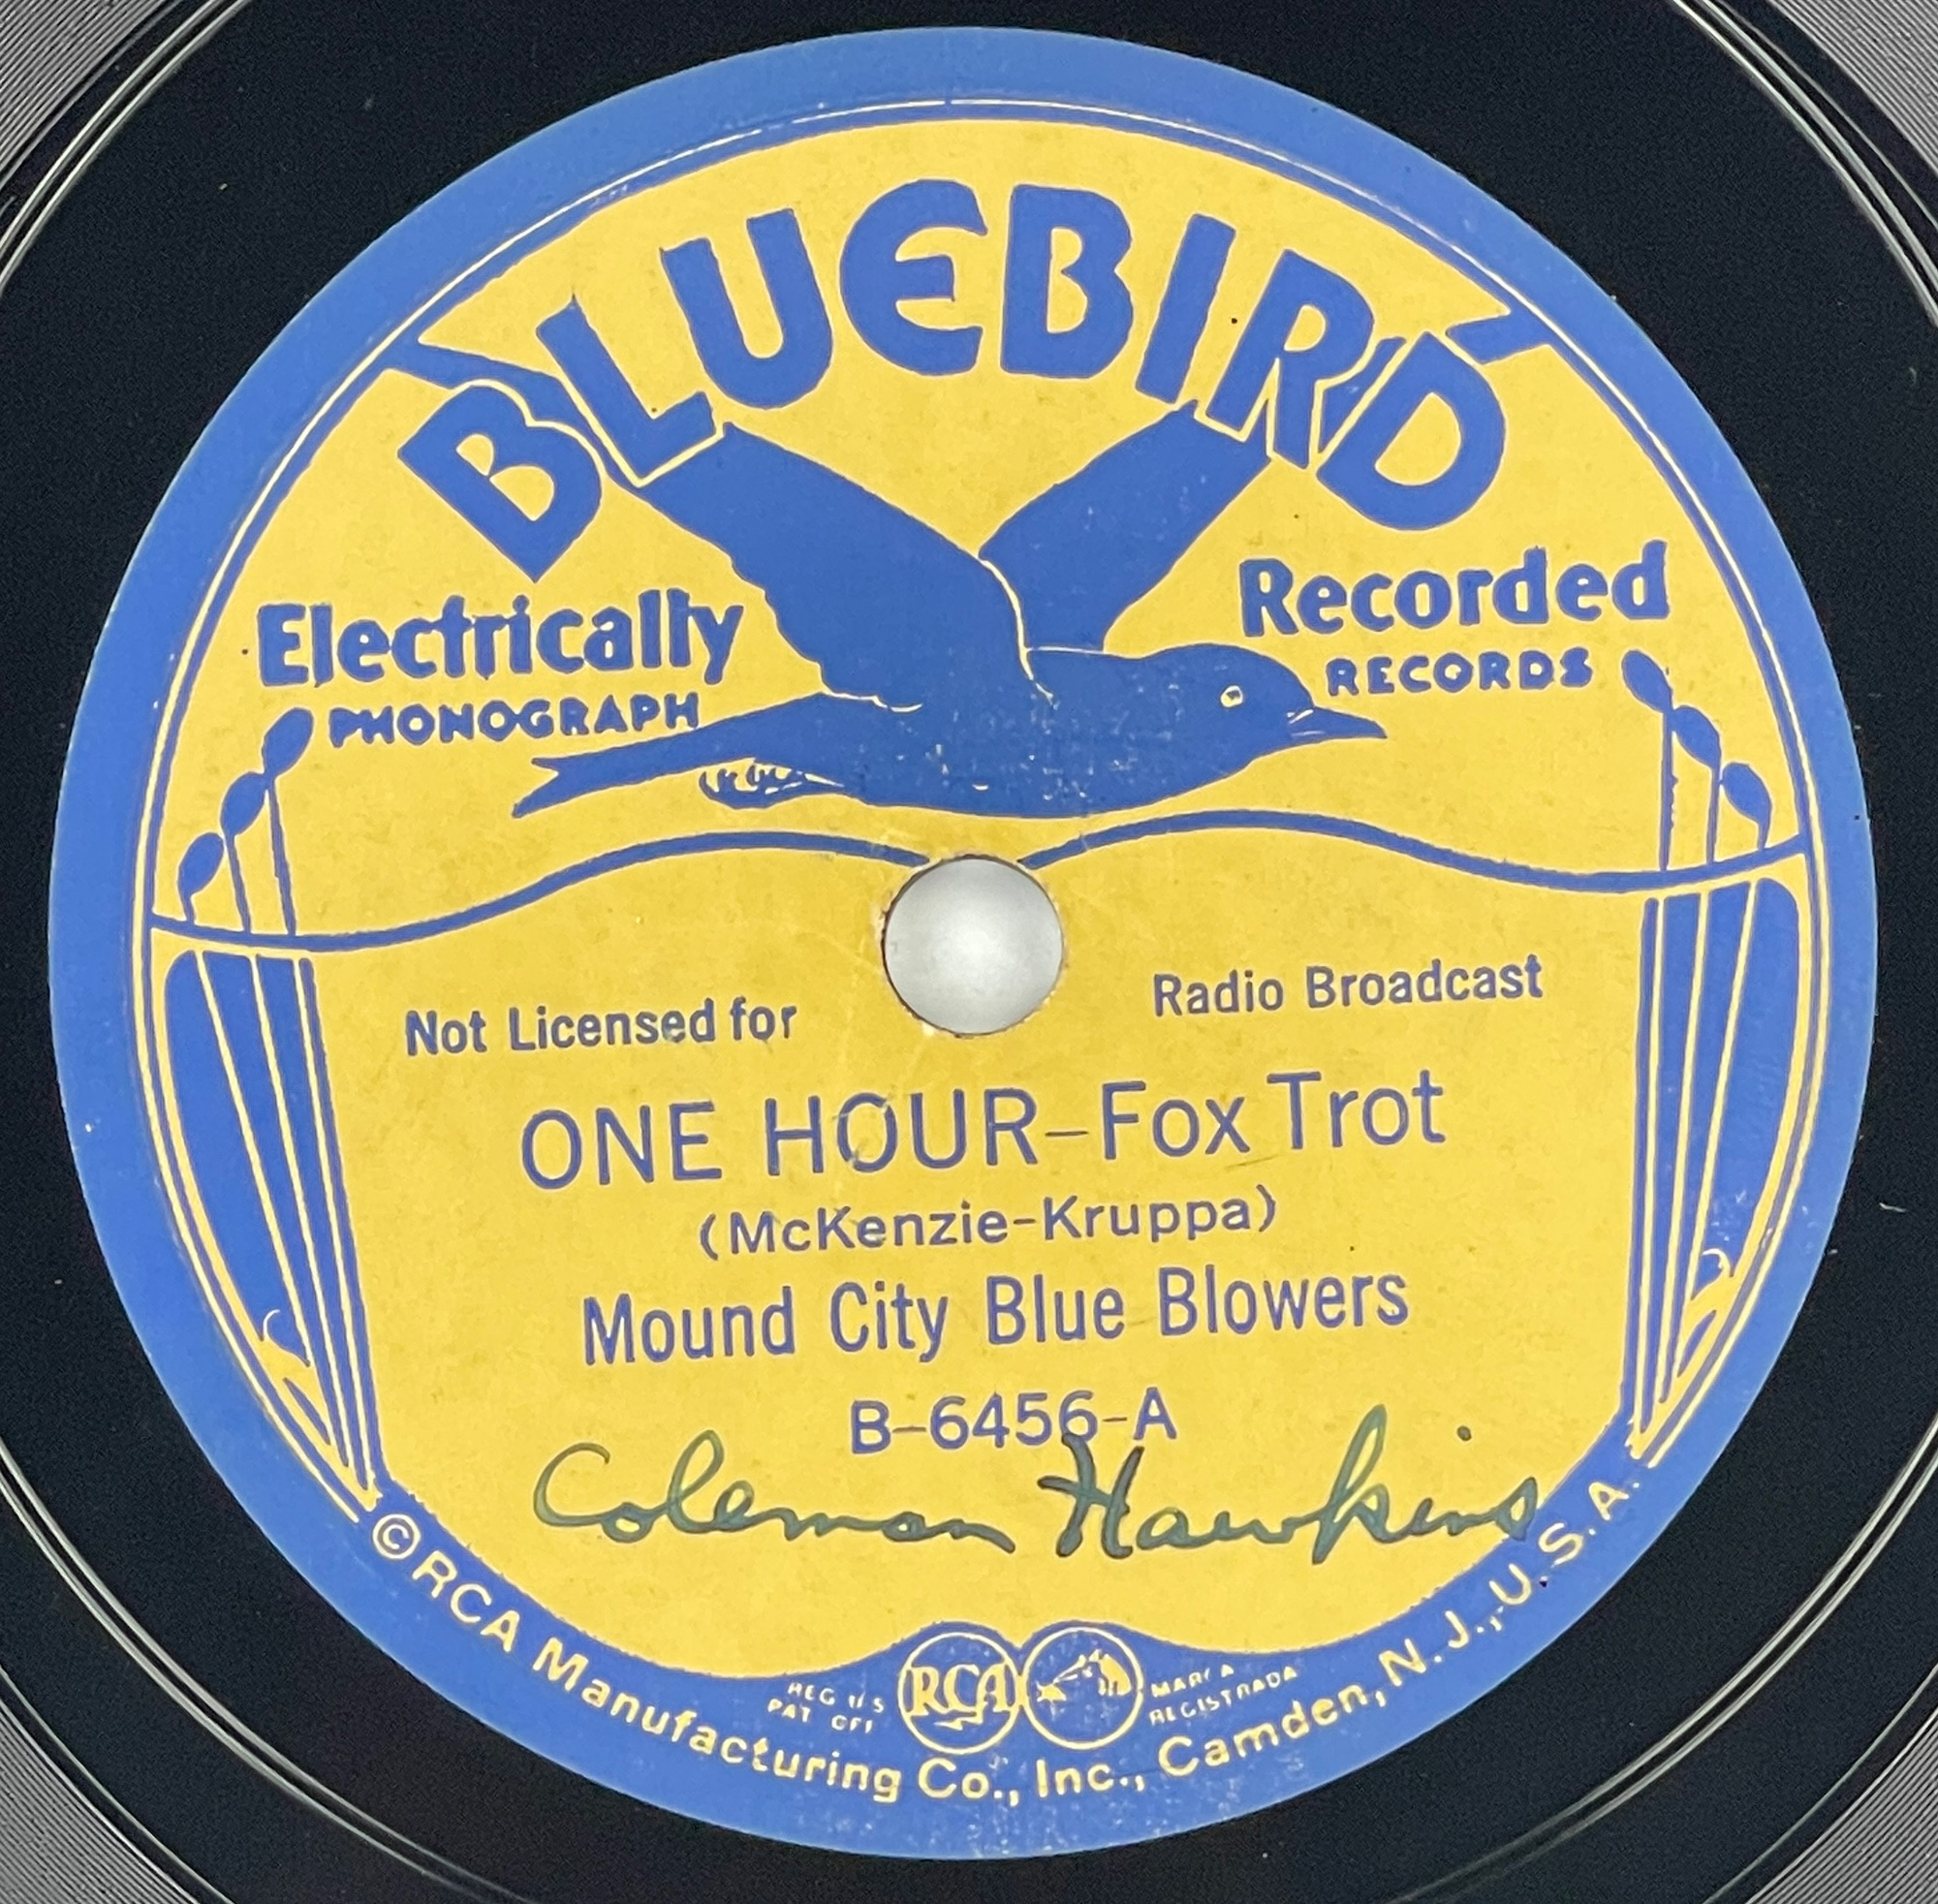 BLUEBIRD
Electrically Recorded
PHONOGRAPH RECORDS
Not Licensed for Radio Broadcast
ONE HOUR-Fox Trot
(McKenzie-Kruppa)
Mound City Blue Blowers
B-6456-A
Coleman Hawkins
REG U S
PAT OFF
RCA
MARCA
REGISTRADA
©RCA Manufacturing Co., Inc., Camden, N.J., U.S.A.